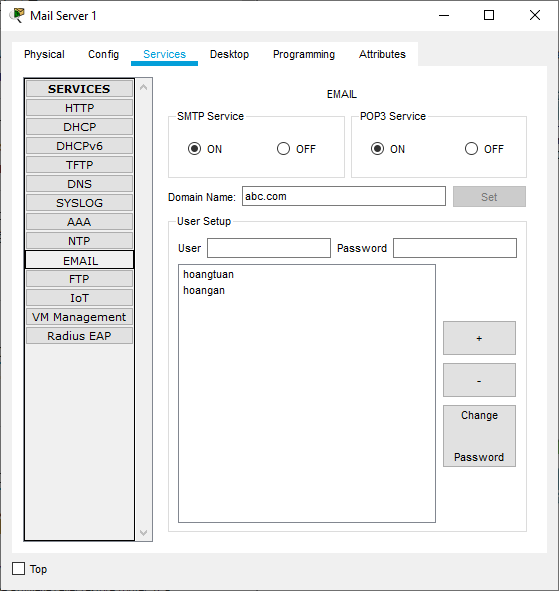 Mail Server 1
Physical Config Services Desktop Programming Attributes
SERVICES
HTTP
DHCP
DHCPv6
TFTP
DNS
SYSLOG
AAA
NTP
EMAIL
FTP
IoT
VM Management
Radius EAP
EMAIL
SMTP Service POP3 Service
ON OFF ON OFF
Domain Name: abc.com Set
User Setup
User Password
hoangtuan
hoangan
+
-
Change
Password
Top